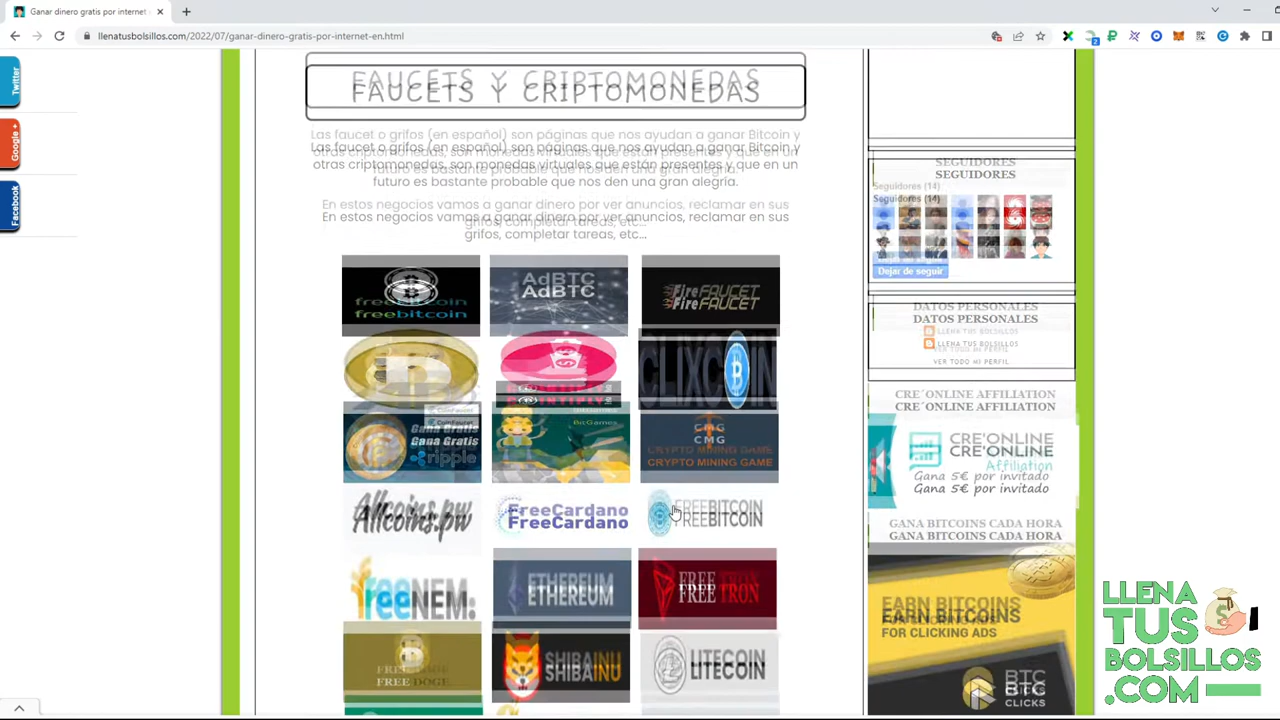 Ganar dinero gratis por internet
llenatusbolsillos.com/2022/07/ganar-dinero-gratis-por-internet-en.html
Twitter
Google +
Facebook
FAUCETS Y CRIPTOMONEDAS
Las faucet o grifos (en español) son páginas que nos ayudan a ganar Bitcoin y
otras criptomonedas, son monedas virtuales que están presentes y que en un
futuro es bastante probable que nos den una gran alegría.
En estos negocios vamos a ganar dinero por ver anuncios, reclamar en sus
grifos, completar tareas, etc...
freebitcoin
AdBTC
FireFAUCET
CLIXCOIN
Gana Gratis
ripple
BitGames
CMG
CRYPTO MINING GAME
Allcoins.pw
FreeCardano
FREEBITCOIN
freeNEM:
ETHEREUM
FREE TRON
FREE DOGE
SHIBAINU
LITECOIN
SEGUIDORES
Seguidores (14)
Dejar de seguir
DATOS PERSONALES
LLENA TUS BOLSILLOS
VER TODO MI PERFIL
CRE´ONLINE AFFILIATION
CRE'ONLINE
Affiliation
Gana 5€ por invitado
GANA BITCOINS CADA HORA
EARN BITCOINS
FOR CLICKING ADS
BTC
CLICKS
LLENA
TUS
BOLSILLOS
.COM